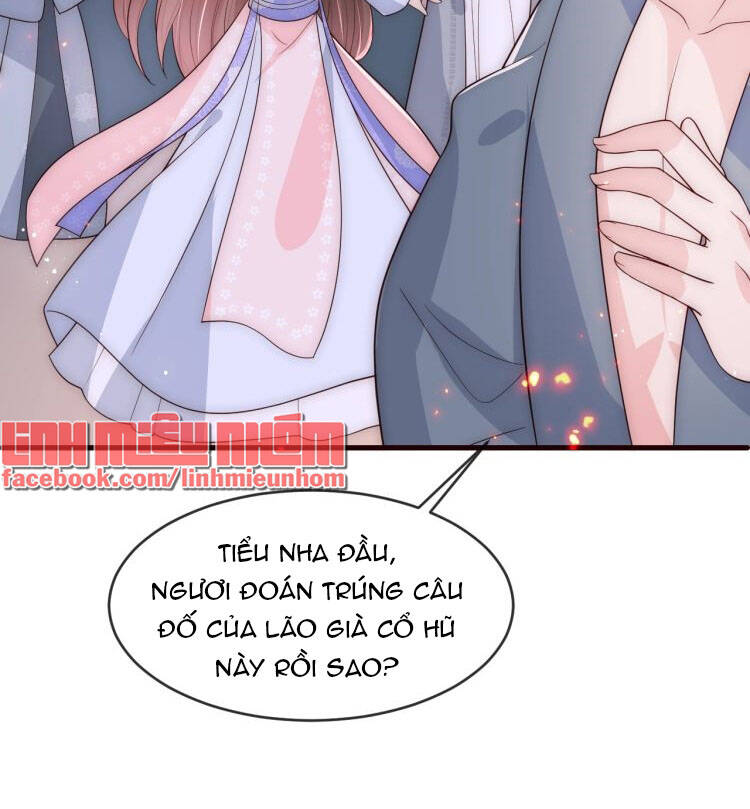 LINH MIÊU NHÓM
facebook.com/linhmieunhom
TIỂU NHA ĐẦU,
NGƯƠI ĐOÁN TRÚNG CÂU
ĐỐ CỦA LÃO GIÀ CỔ HŨ
NÀY RỒI SAO?